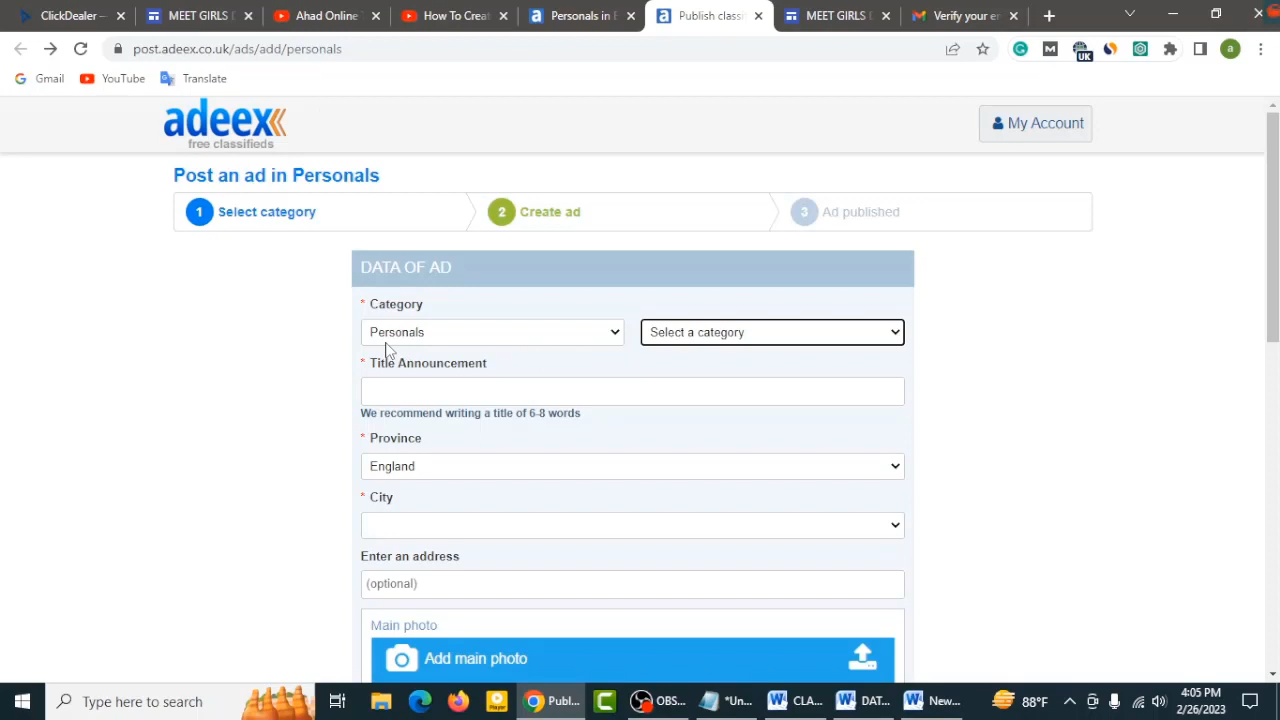 ClickDealer –
MEET GIRLS D
Ahad Online
How To Creat
Personals in E
Publish class
MEET GIRLS D
Verify your e
post.adeex.co.uk/ads/add/personals
UK
a
Gmail
YouTube
Translate
adeex
free classifieds
My Account
Post an ad in Personals
1 Select category
2 Create ad
3 Ad published
DATA OF AD
* Category
Personals
Select a category
* Title Announcement
We recommend writing a title of 6-8 words
* Province
England
* City
Enter an address
(optional)
Main photo
Add main photo
Type here to search
Player
Publ...
OBS...
*Un...
CLA...
DAT...
New...
88°F
4:05 PM
2/26/2023